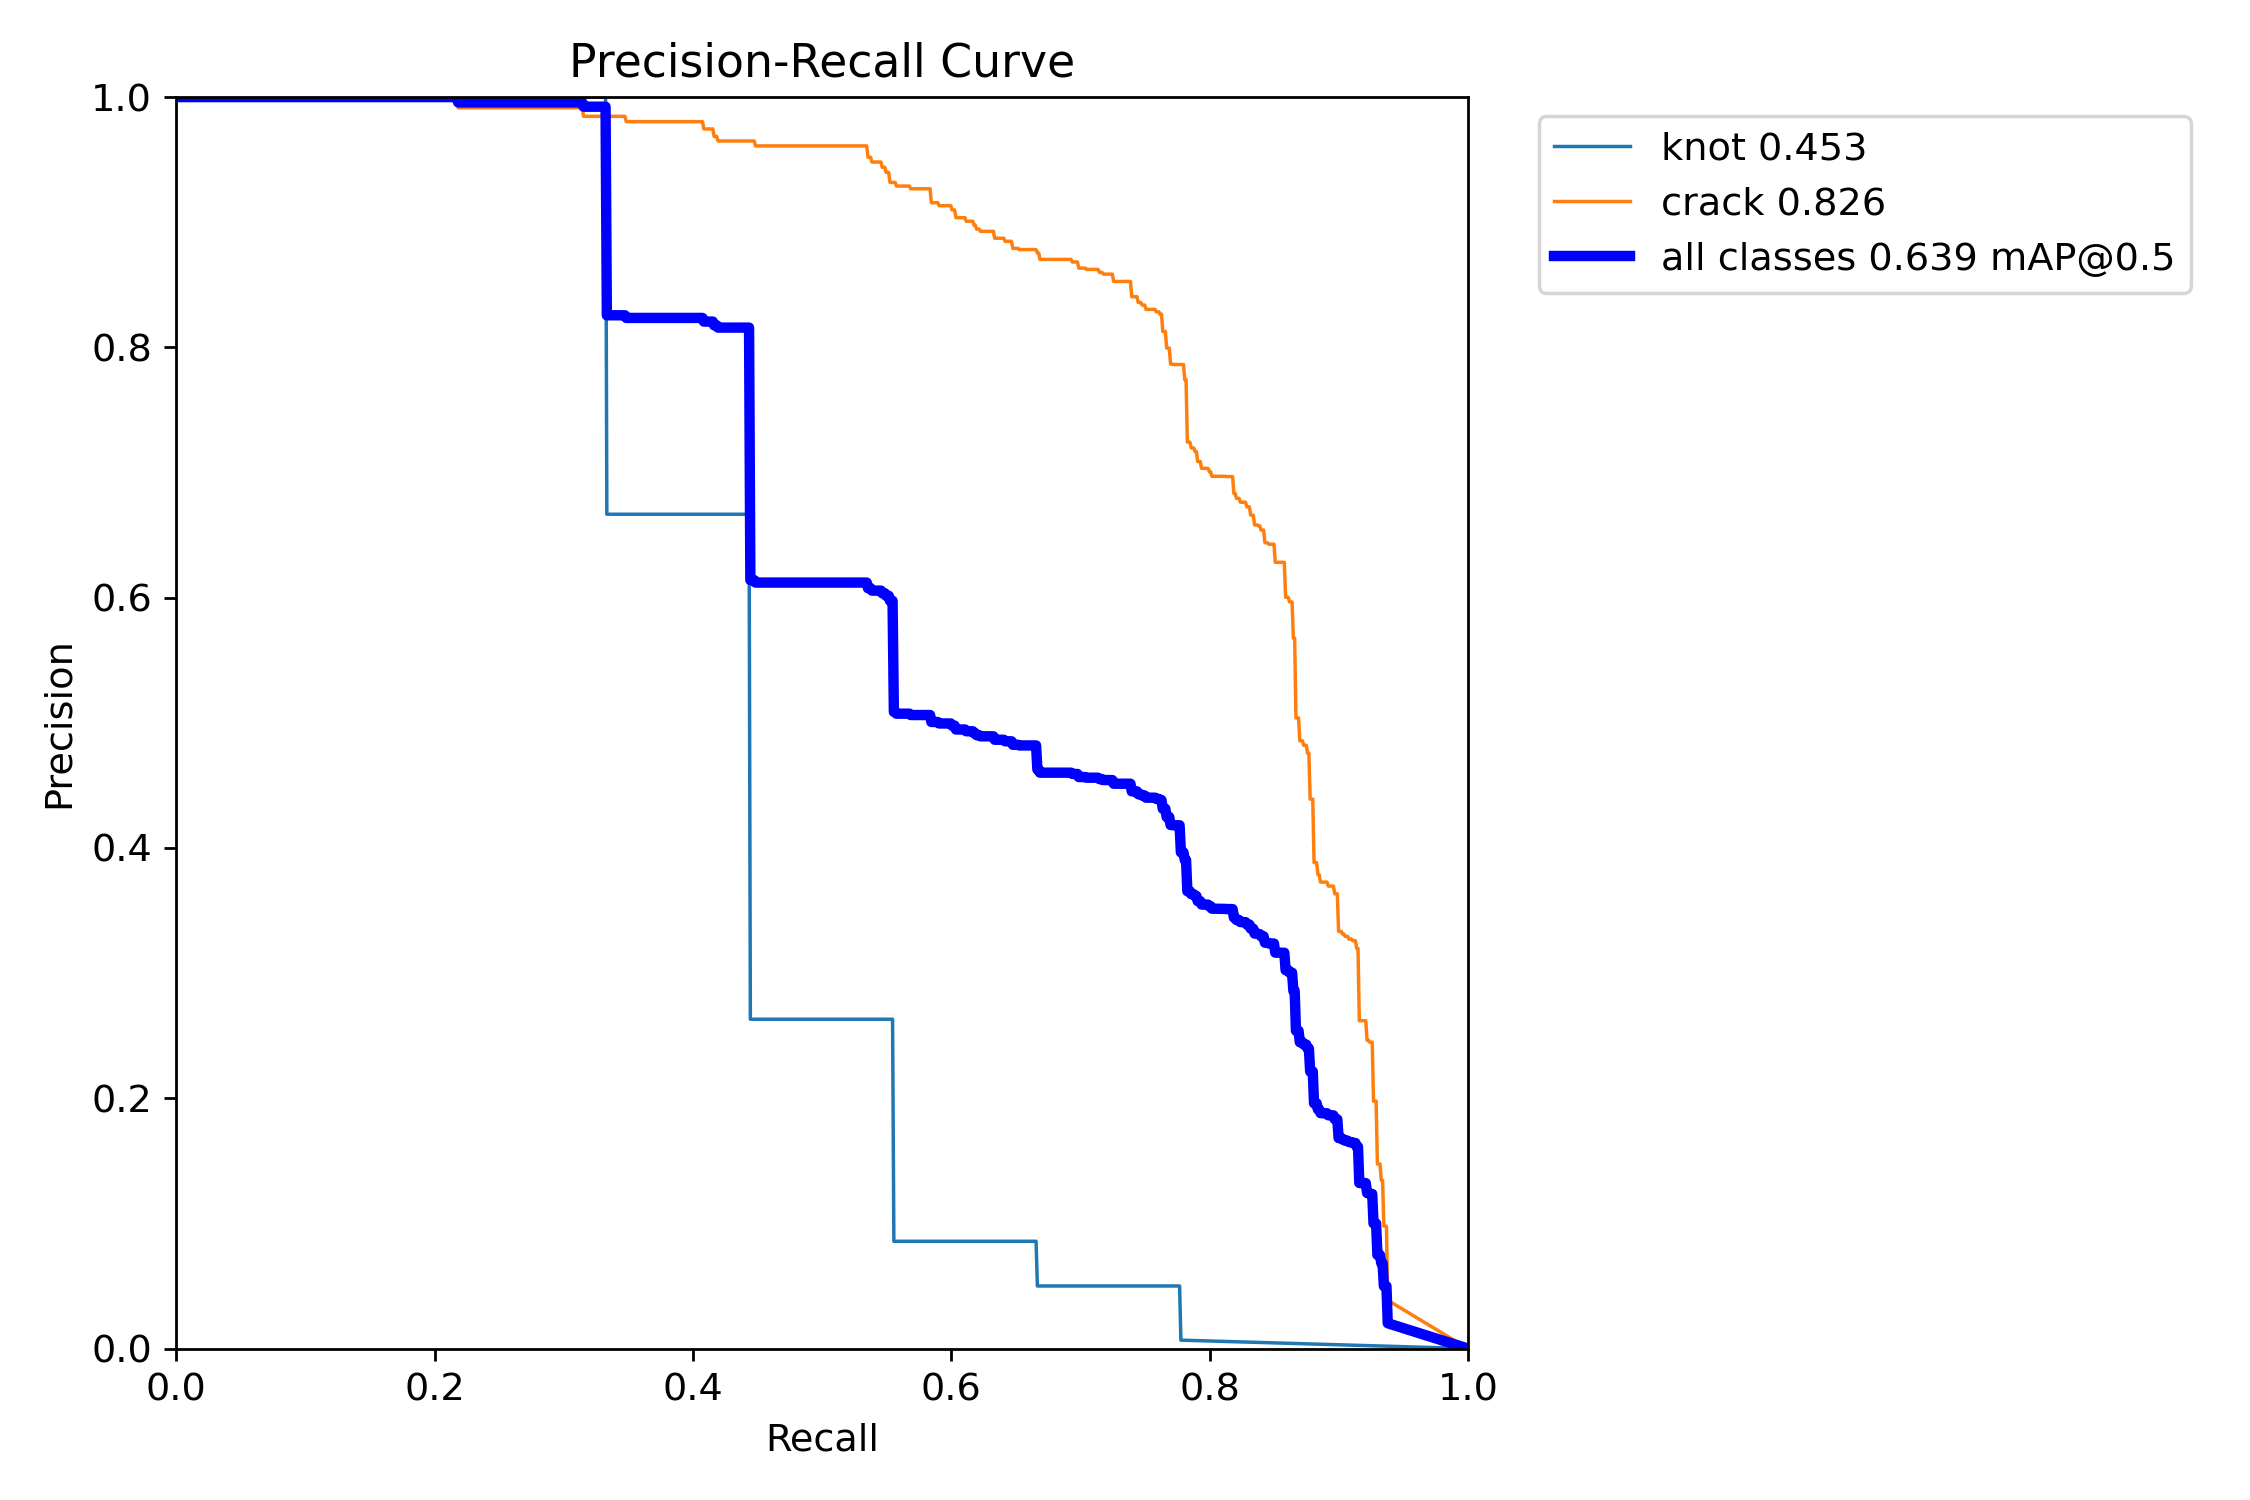 Precision-Recall Curve
knot 0.453
crack 0.826
all classes 0.639 mAP@0.5
Precision
1.0
0.8
0.6
0.4
0.2
0.0
0.0 0.2 0.4 0.6 0.8 1.0
Recall